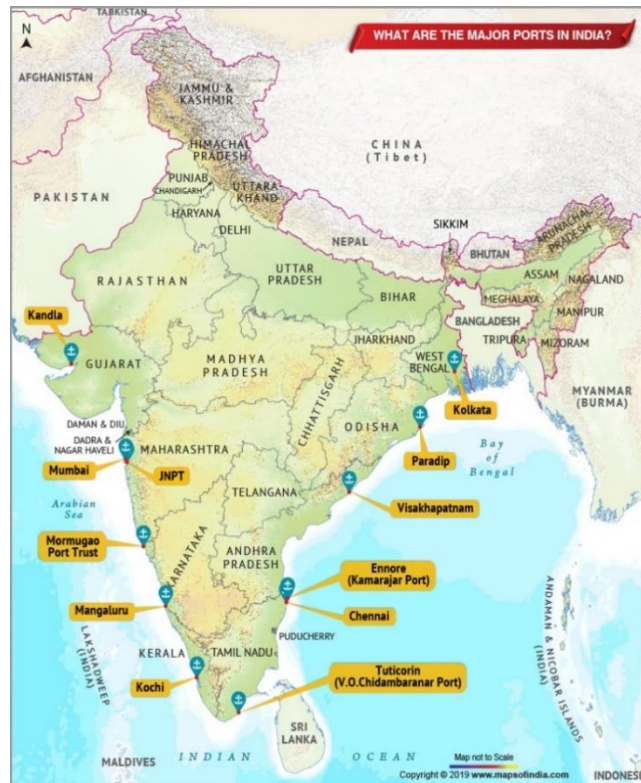 TABKISTAN
N
WHAT ARE THE MAJOR PORTS IN INDIA?
AFGHANISTAN
JAMMU &
KASHMIR
CHINA
(Tibet)
HIMACHAL
PRADESH
PUNJAB
CHANDIGARH
UTTARA
KHAND
PAKISTAN
HARYANA
DELHI
NEPAL
SIKKIM
BHUTAN
ARUNACHAL
PRADESH
RAJASTHAN
UTTAR
PRADESH
ASSAM
NAGALAND
BIHAR
MEGHALAYA
MANIPUR
Kandla
BANGLADESH
JHARKHAND
TRIPURA
MIZORAM
GUJARAT
MADHYA
PRADESH
WEST
BENGAL
CHHATTISGARH
MYANMAR
(BURMA)
Kolkata
DAMAN & DIU
DADRA &
NAGAR HAVELI
ODISHA
Paradip
Bay
of
Bengal
MAHARASHTRA
Mumbai
JNPT
TELANGANA
Visakhapatnam
Arabian
Sea
Mormugao
Port Trust
KARNATAKA
ANDHRA
PRADESH
Ennore
(Kamarajar Port)
Mangaluru
Chennai
PUDUCHERRY
ANDAMAN & NICOBAR ISLANDS
(INDIA)
LAKSHADWEEP
(INDIA)
KERALA
TAMIL NADU
Kochi
Tuticorin
(V.O.Chidambaranar Port)
SRI
LANKA
MALDIVES
INDIAN OCEAN
Map not to Scale
Copyright © 2019 www.mapsofindia.com
INDONES